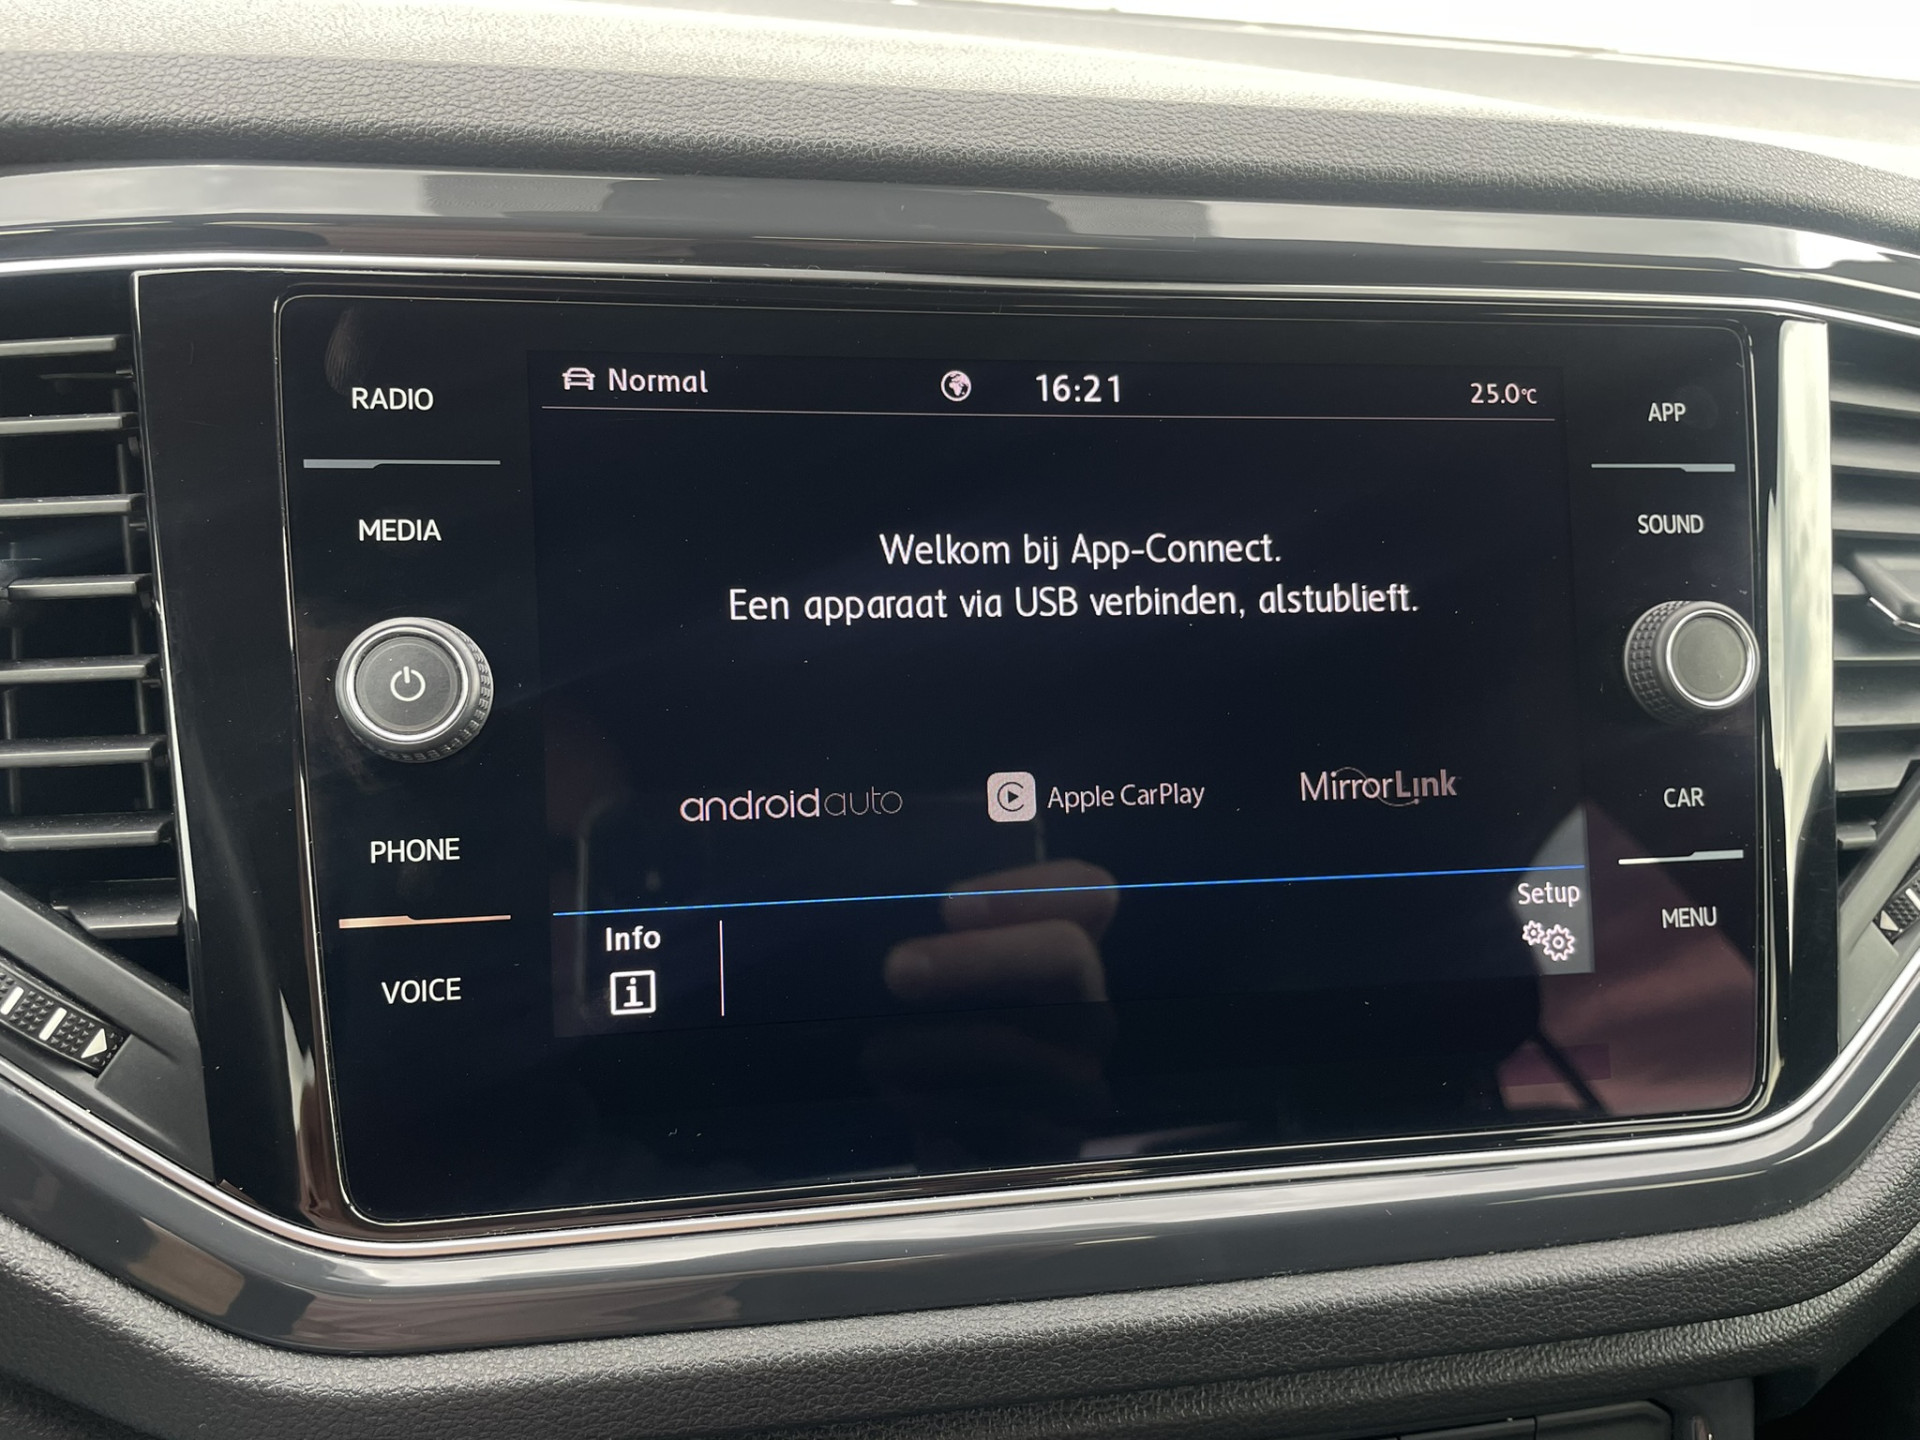 RADIO
MEDIA
PHONE
VOICE
Normal
16:21
25.0°C
Welkom bij App-Connect.
Een apparaat via USB verbinden, alstublieft.
androidauto
Apple CarPlay
MirrorLink
Info
i
Setup
APP
SOUND
CAR
MENU